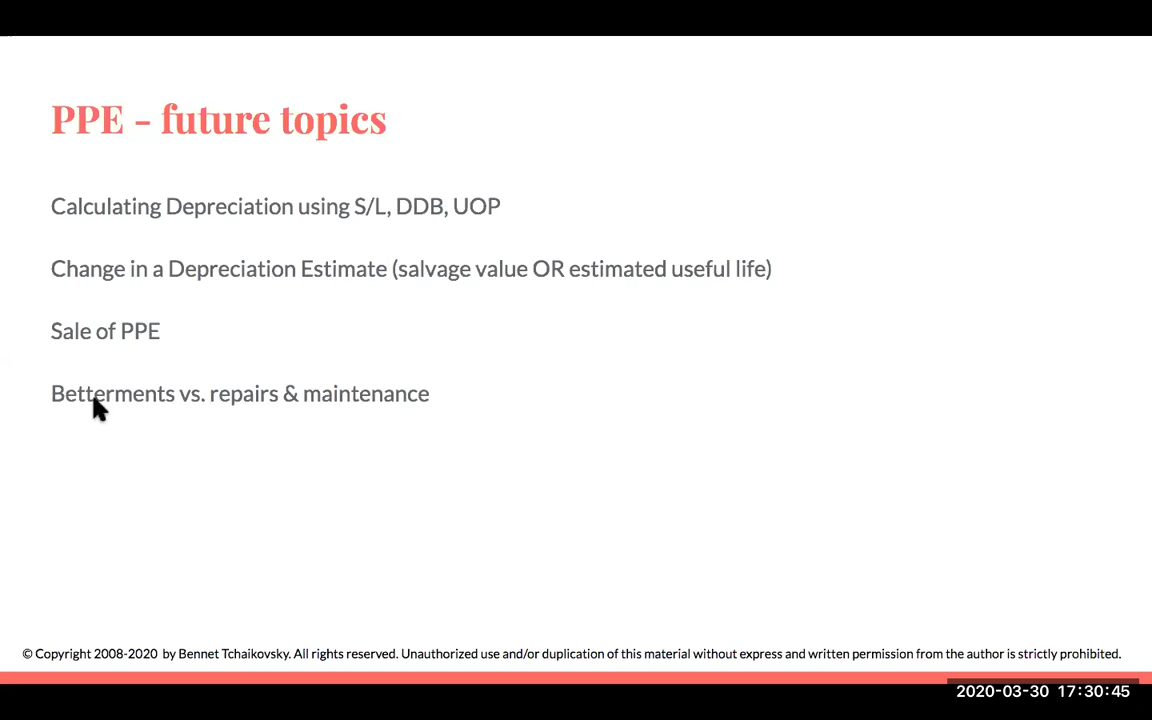 PPE - future topics
Calculating Depreciation using S/L, DDB, UOP
Change in a Depreciation Estimate (salvage value OR estimated useful life)
Sale of PPE
Betterments vs. repairs & maintenance
© Copyright 2008-2020 by Bennet Tchaikovsky. All rights reserved. Unauthorized use and/or duplication of this material without express and written permission from the author is strictly prohibited.
2020-03-30 17:30:45